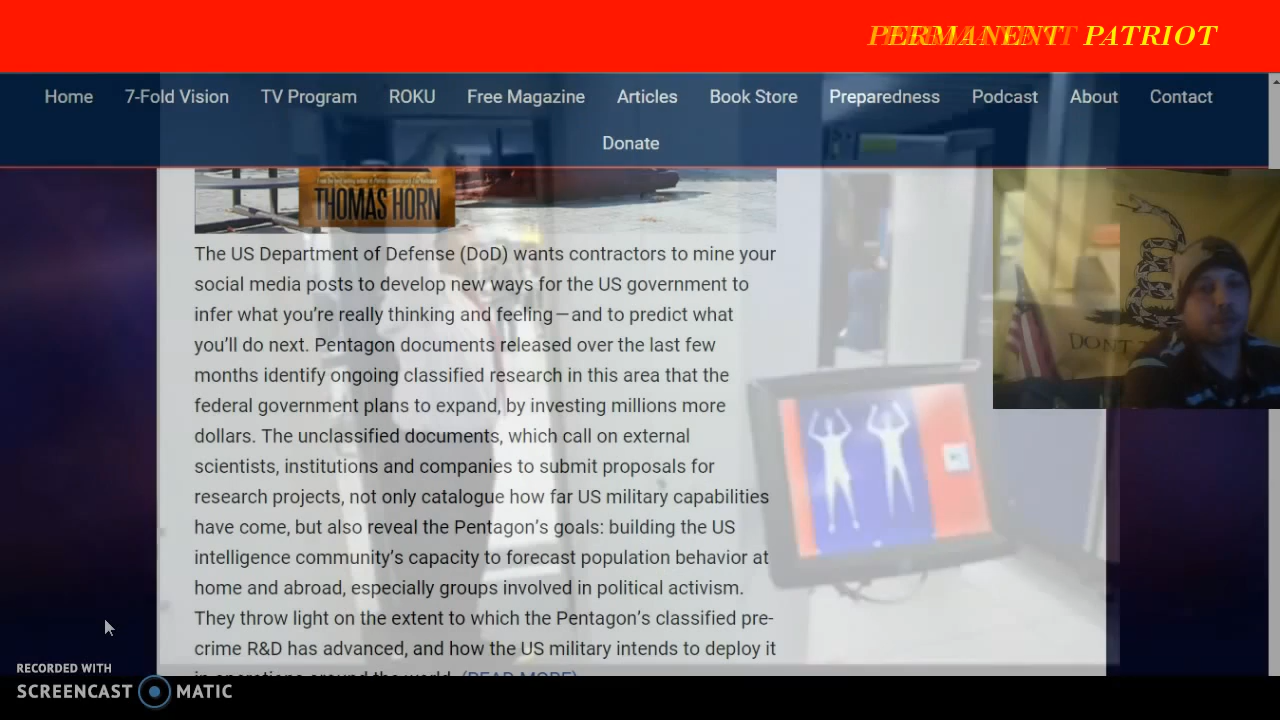 PERMANENT PATRIOT
Home 7-Fold Vision TV Program ROKU Free Magazine Articles Book Store Preparedness Podcast About Contact
Donate
THOMAS HORN
The US Department of Defense (DoD) wants contractors to mine your
social media posts to develop new ways for the US government to
infer what you’re really thinking and feeling—and to predict what
you’ll do next. Pentagon documents released over the last few
months identify ongoing classified research in this area that the
federal government plans to expand, by investing millions more
dollars. The unclassified documents, which call on external
scientists, institutions and companies to submit proposals for
research projects, not only catalogue how far US military capabilities
have come, but also reveal the Pentagon’s goals: building the US
intelligence community’s capacity to forecast population behavior at
home and abroad, especially groups involved in political activism.
They throw light on the extent to which the Pentagon’s classified pre-
crime R&D has advanced, and how the US military intends to deploy it
in operations around the world. (READ MORE)
DONT
RECORDED WITH
SCREENCAST MATIC